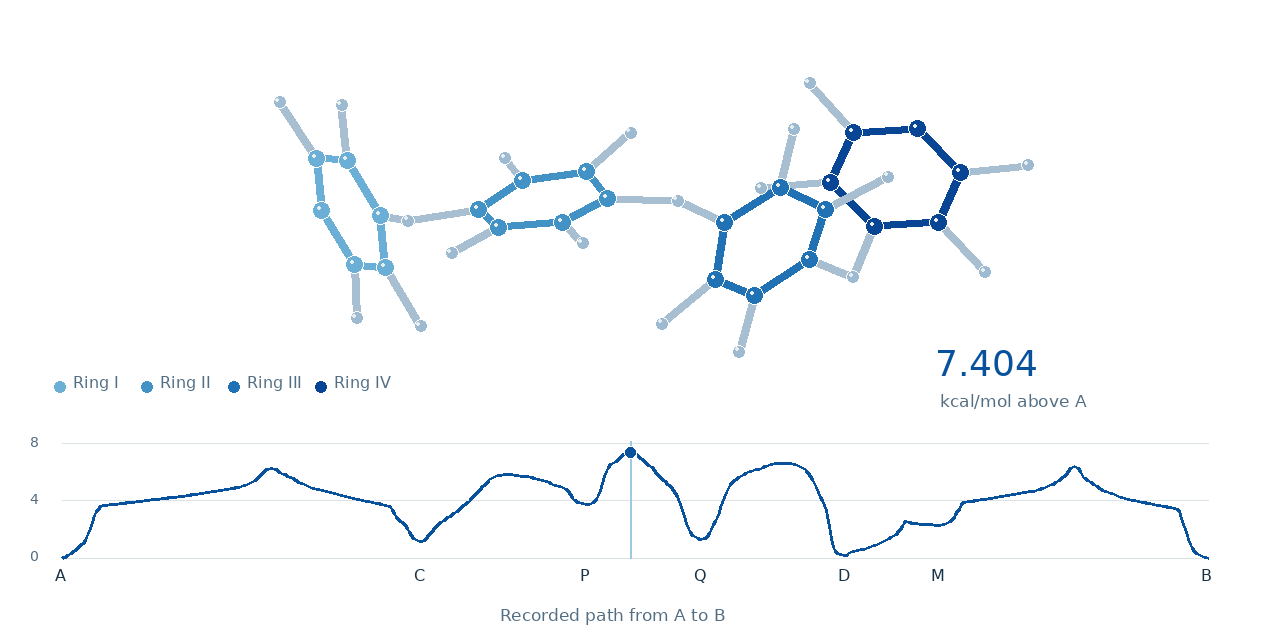 7.404
kcal/mol above A
Ring I
Ring II
Ring III
Ring IV
8
4
0
A
C
P
Q
D
M
B
Recorded path from A to B